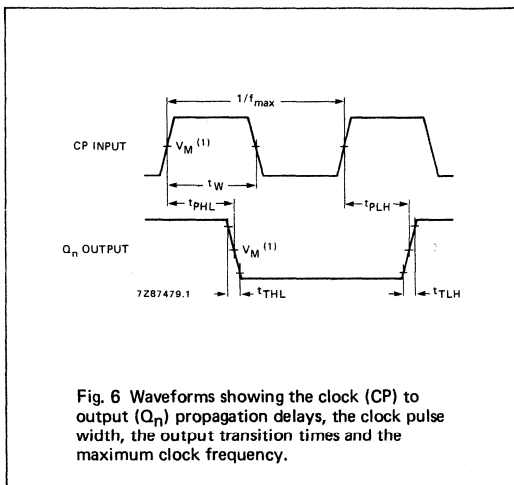 1/fmax
CP INPUT
VM (1)
tW
tPHL
tPLH
Qn OUTPUT
VM (1)
7Z87479.1
tTHL
tTLH
Fig. 6 Waveforms showing the clock (CP) to
output (Qn) propagation delays, the clock pulse
width, the output transition times and the
maximum clock frequency.